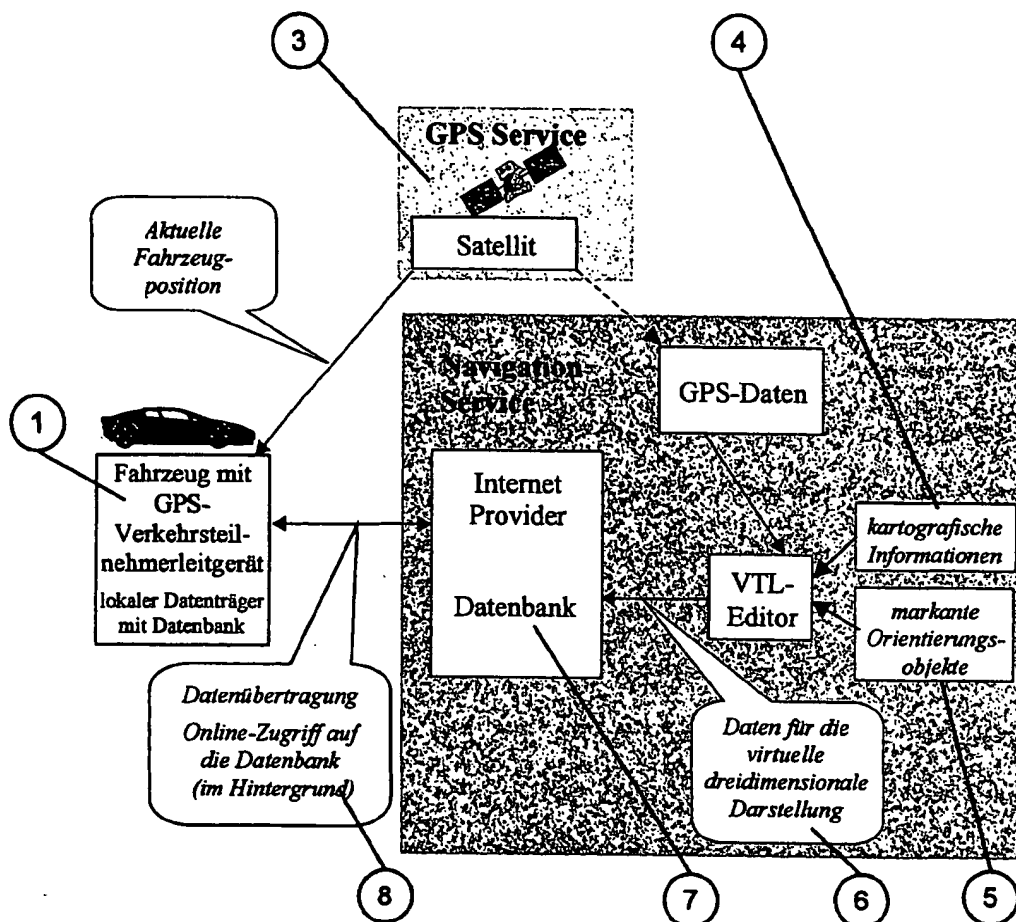 3
4
GPS Service
Satellit
Aktuelle
Fahrzeug-
position
Navigation-
Service
GPS-Daten
1
Fahrzeug mit
GPS-
Verkehrsteil-
nehmerleitgerät
lokaler Datenträger
mit Datenbank
Internet
Provider
Datenbank
VTL-
Editor
kartografische
Informationen
markante
Orientierungs-
objekte
Datenübertragung
Online-Zugriff auf
die Datenbank
(im Hintergrund)
Daten für die
virtuelle
dreidimensionale
Darstellung
8
7
6
5